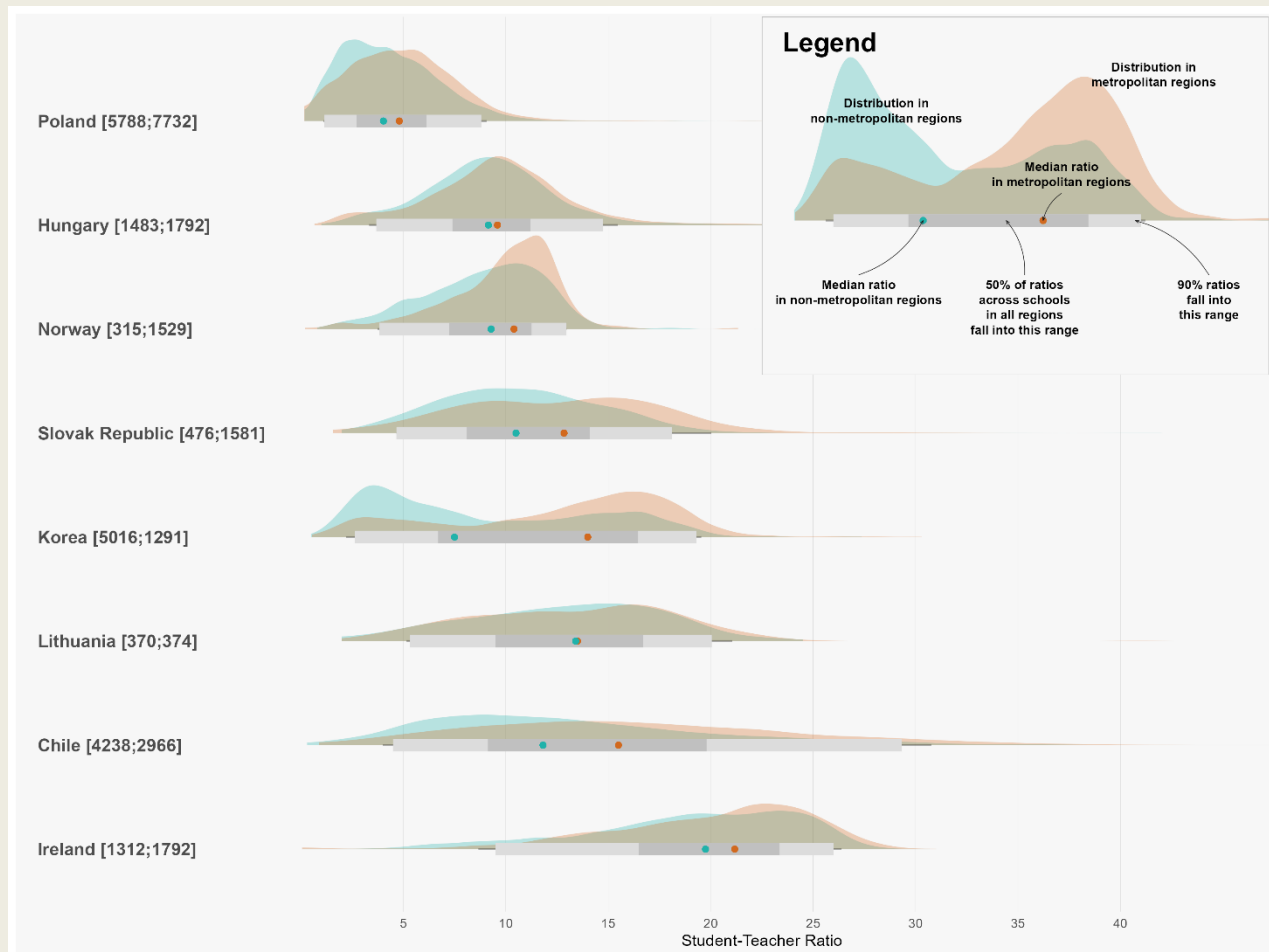 Legend
Distribution in
metropolitan regions
Distribution in
non-metropolitan regions
Median ratio
in metropolitan regions
Median ratio
in non-metropolitan regions
50% of ratios
across schools
in all regions
fall into this range
90% ratios
fall into
this range
Poland [5788;7732]
Hungary [1483;1792]
Norway [315;1529]
Slovak Republic [476;1581]
Korea [5016;1291]
Lithuania [370;374]
Chile [4238;2966]
Ireland [1312;1792]
5 10 15 20 25 30 35 40
Student-Teacher Ratio